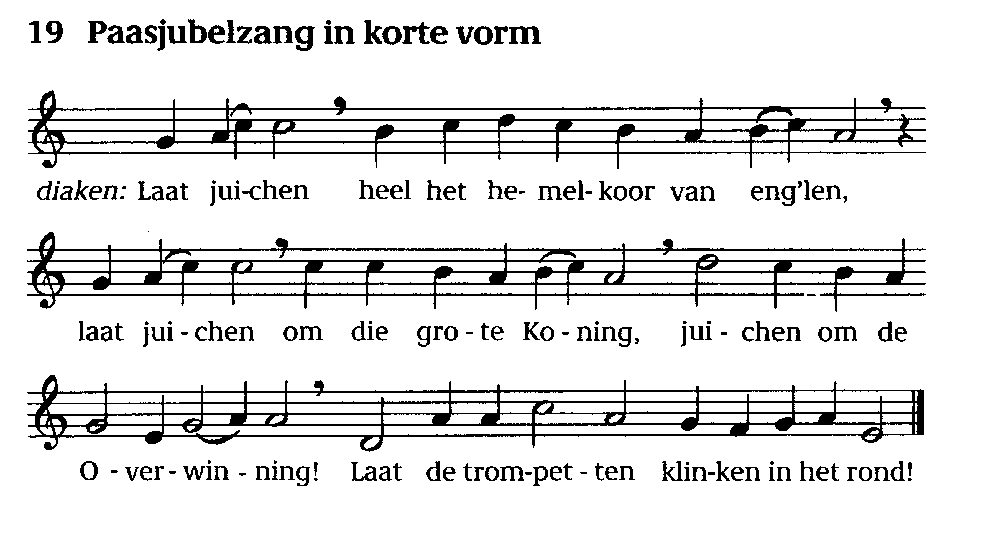 19 Paasjubelzang in korte vorm
diaken: Laat jui-chen heel het he- mel-koor van eng'len,
laat jui - chen om die gro - te Ko - ning, jui - chen om de
O - ver - win - ning! Laat de trom-pet - ten klin-ken in het rond!